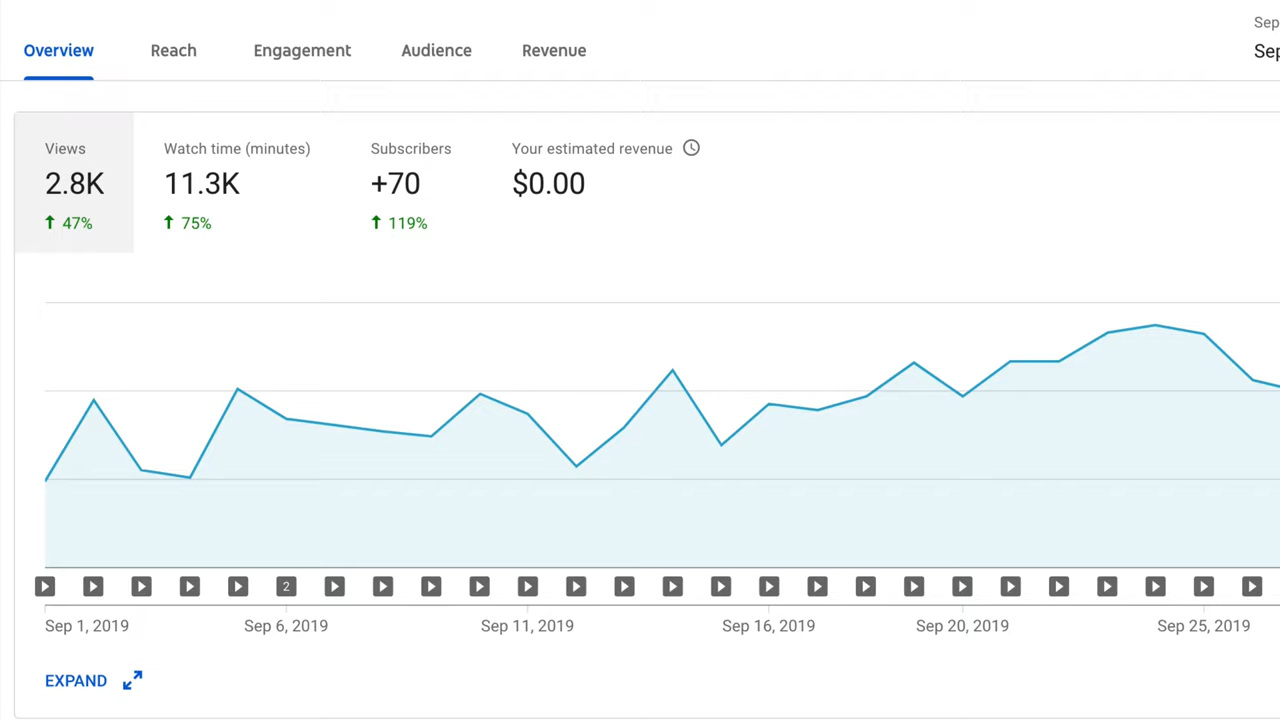 Sep
Overview Reach Engagement Audience Revenue Sep
Views Watch time (minutes) Subscribers Your estimated revenue
2.8K 11.3K +70 $0.00
47% 75% 119%
2
Sep 1, 2019 Sep 6, 2019 Sep 11, 2019 Sep 16, 2019 Sep 20, 2019 Sep 25, 2019
EXPAND